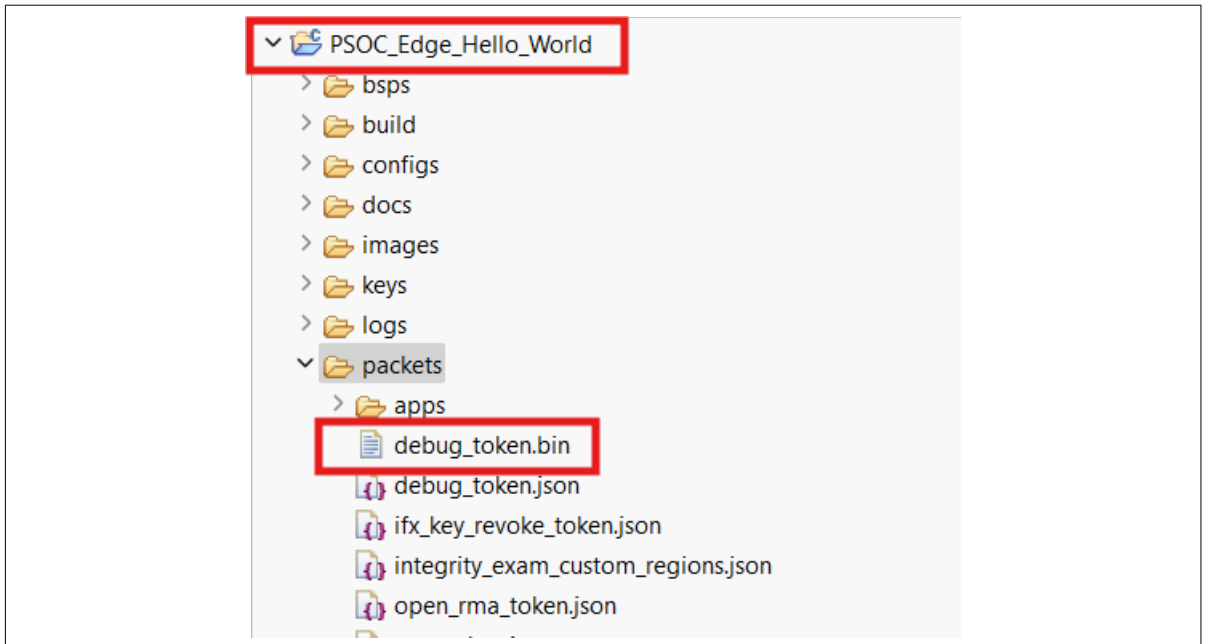 PSOC_Edge_Hello_World
bsps
build
configs
docs
images
keys
logs
packets
apps
debug_token.bin
debug_token.json
ifx_key_revoke_token.json
integrity_exam_custom_regions.json
open_rma_token.json